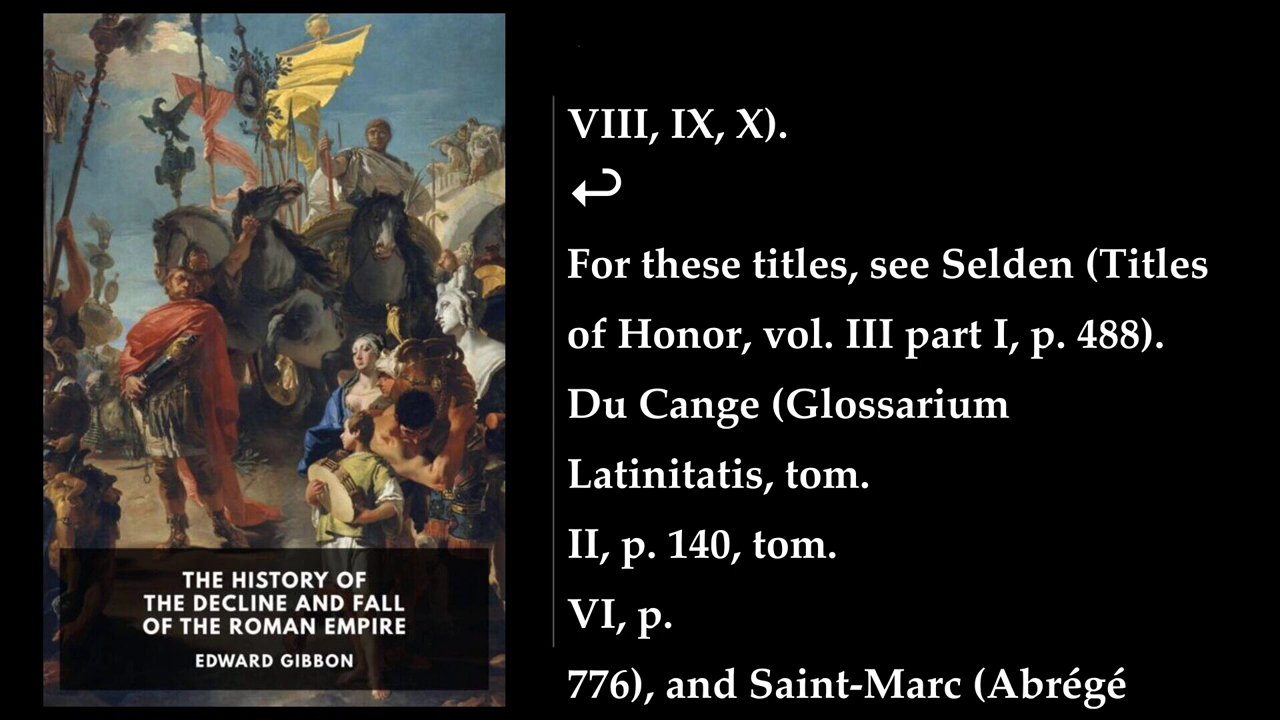 THE HISTORY OF
THE DECLINE AND FALL
OF THE ROMAN EMPIRE
EDWARD GIBBON
VIII, IX, X).
↩
For these titles, see Selden (Titles
of Honor, vol. III part I, p. 488).
Du Cange (Glossarium
Latinitatis, tom.
II, p. 140, tom.
VI, p.
776), and Saint-Marc (Abrégé